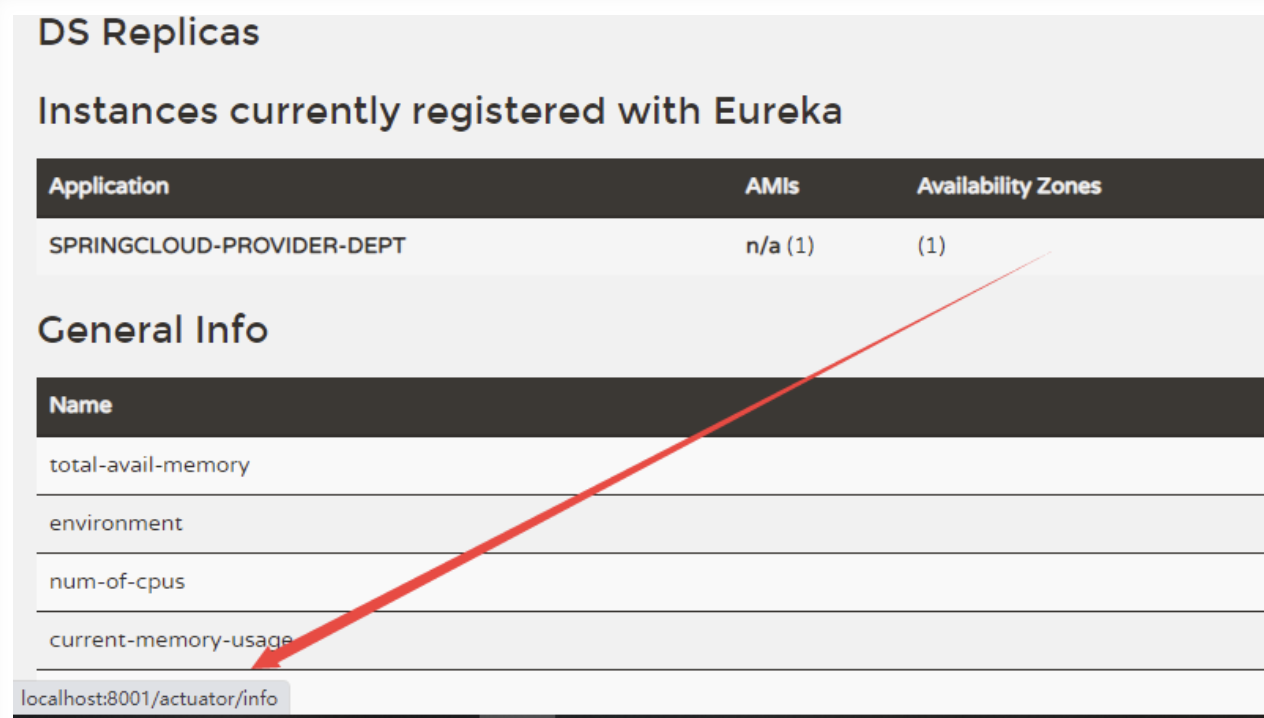 DS Replicas
Instances currently registered with Eureka
Application AMIs Availability Zones
SPRINGCLOUD-PROVIDER-DEPT n/a (1) (1)
General Info
Name
total-avail-memory
environment
num-of-cpus
current-memory-usage
localhost:8001/actuator/info